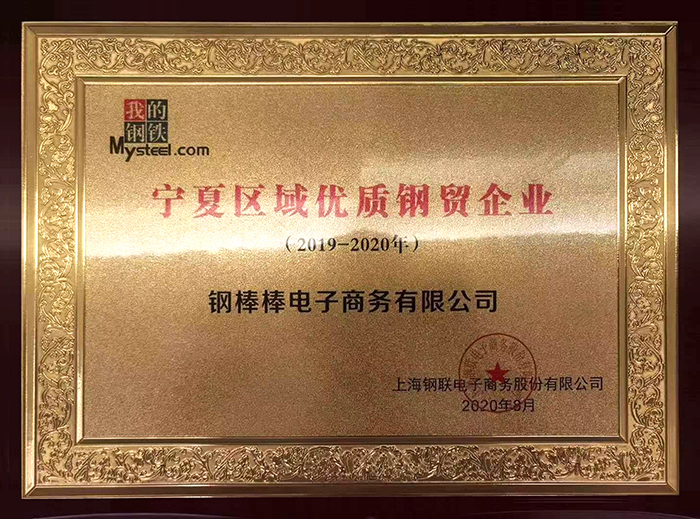 我的
钢铁
Mysteel.com
宁夏区域优质钢贸企业
(2019-2020年)
钢棒棒电子商务有限公司
上海钢联电子商务股份有限公司
2020年8月